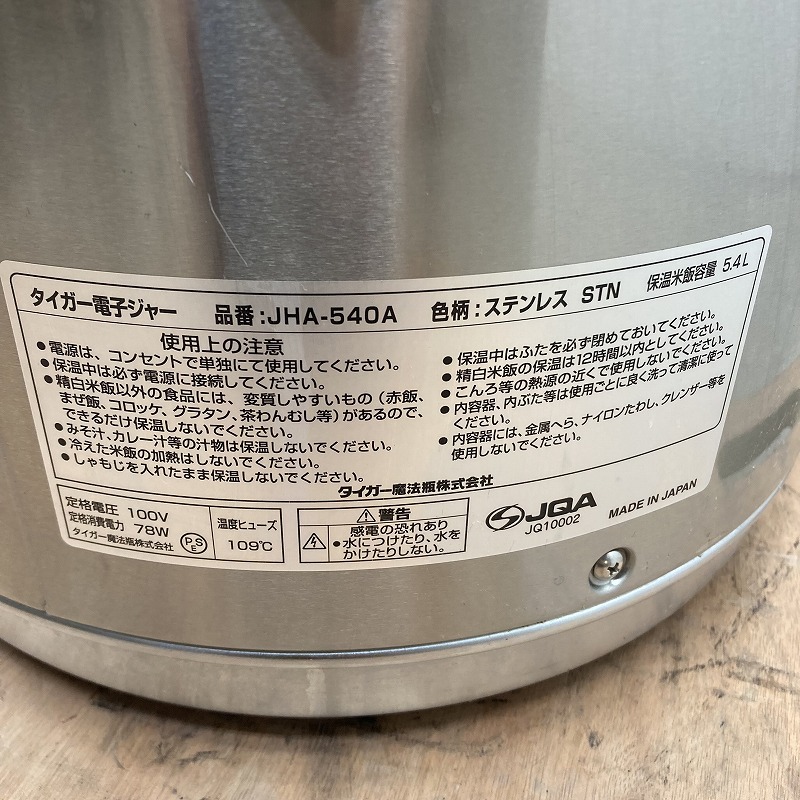 タイガー電子ジャー 品番:JHA-540A 色柄:ステンレス STN 保温米飯容量 5.4L
使用上の注意
●電源は、コンセントで単独にて使用してください。
●保温中は必ず電源に接続してください。
●精白米飯以外の食品には、変質しやすいもの(赤飯、
まぜ飯、コロッケ、グラタン、茶わんむし等)があるので、
できるだけ保温しないでください。
●みそ汁、カレー汁等の汁物は保温しないでください。
●冷えた米飯の加熱はしないでください。
●しゃもじを入れたまま保温しないでください。
●保温中はふたを必ず閉めておいてください。
●精白米飯の保温は12時間以内としてください。
●こんろ等の熱源の近くで使用しないでください。
●内容器、内ぶた等は使用ごとに良く洗って清潔に使って
ください。
●内容器には、金属へら、ナイロンたわし、クレンザー等を
使用しないでください。
タイガー魔法瓶株式会社
定格電圧 100V
定格消費電力 78W
タイガー魔法瓶株式会社
PSE
温度ヒューズ
109℃
警告
感電の恐れあり
●水につけたり、水を
かけたりしない。
JQA
JQ10002
MADE IN JAPAN